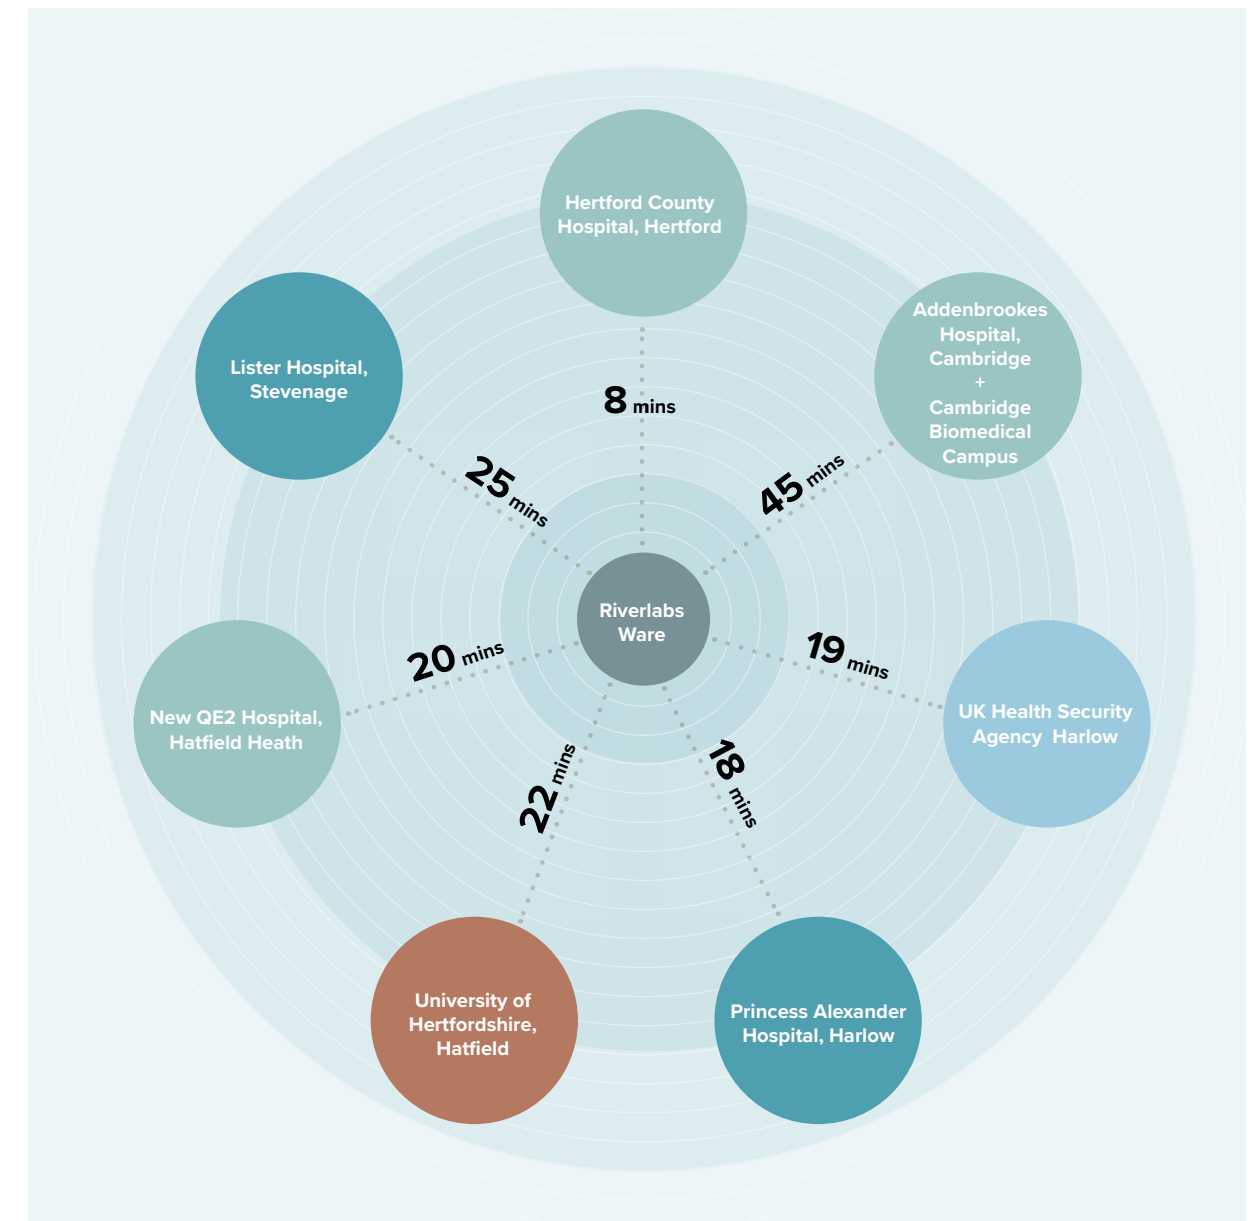 Hertford County
Hospital, Hertford
Addenbrookes
Hospital,
Cambridge
+
Cambridge
Biomedical
Campus
Lister Hospital,
Stevenage
8 mins
25 mins
45 mins
Riverlabs
Ware
20 mins
19 mins
New QE2 Hospital,
Hatfield Heath
UK Health Security
Agency Harlow
22 mins
18 mins
University of
Hertfordshire,
Hatfield
Princess Alexander
Hospital, Harlow